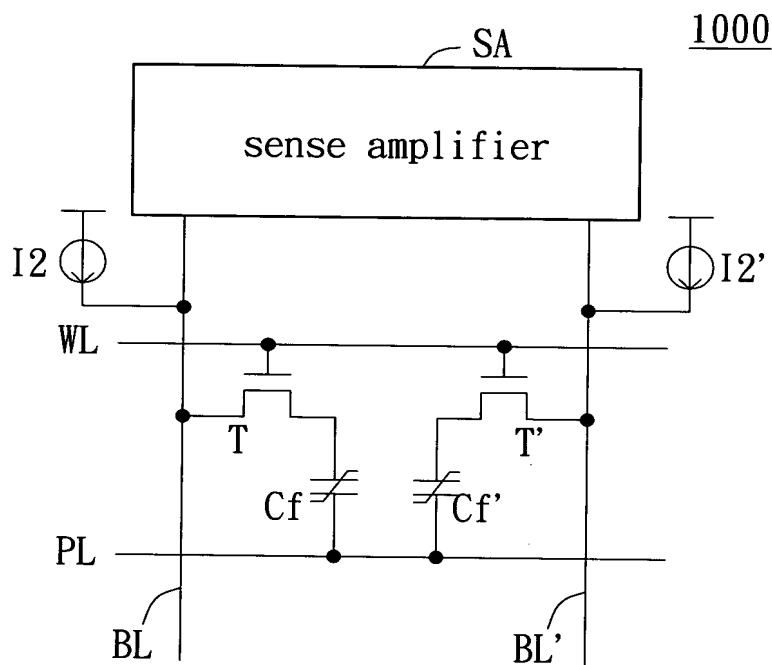 1000
SA
sense amplifier
I2
I2'
WL
T
T'
Cf
Cf'
PL
BL
BL'